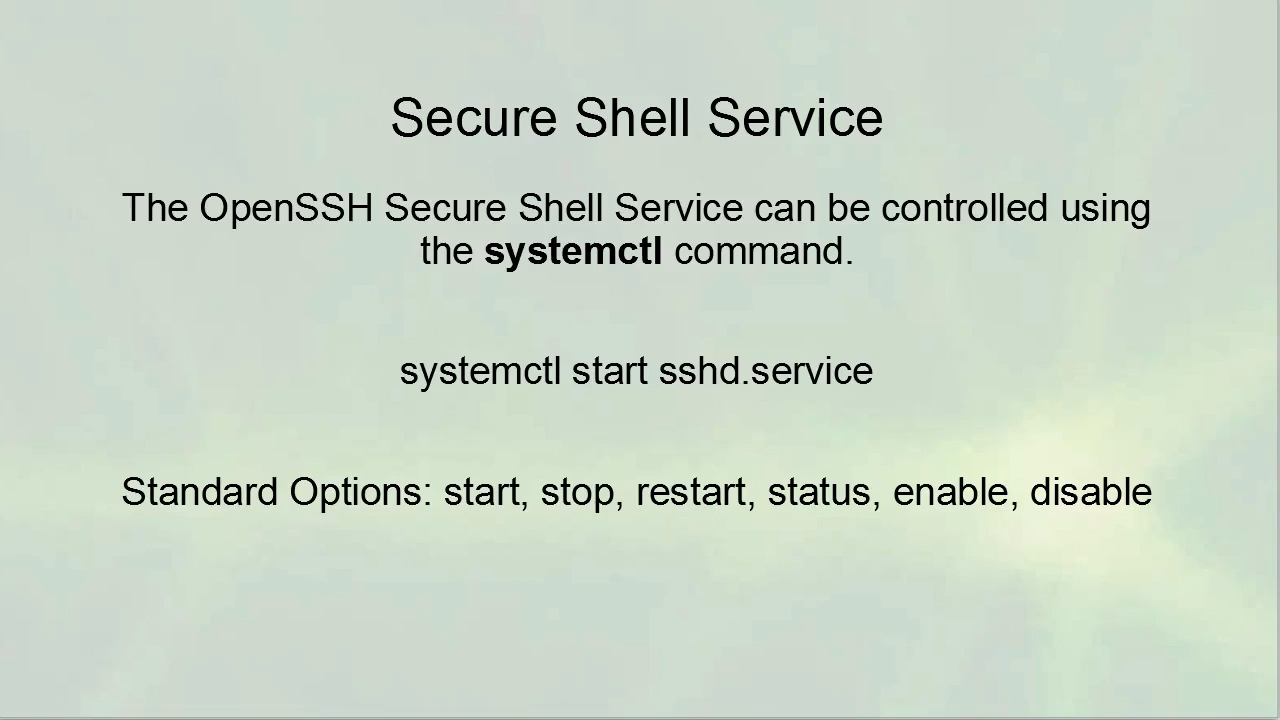 Secure Shell Service
The OpenSSH Secure Shell Service can be controlled using
the systemctl command.
systemctl start sshd.service
Standard Options: start, stop, restart, status, enable, disable